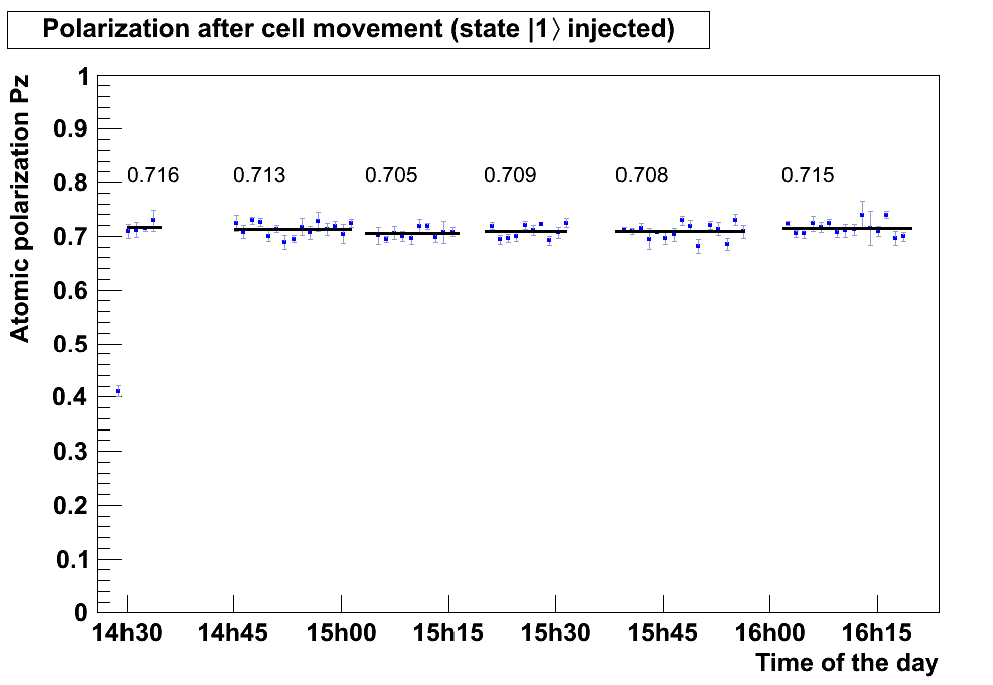 Polarization after cell movement (state |1⟩ injected)
Atomic polarization Pz
1
0.9
0.8
0.7
0.6
0.5
0.4
0.3
0.2
0.1
0
0.716 0.713 0.705 0.709 0.708 0.715
14h30 14h45 15h00 15h15 15h30 15h45 16h00 16h15
Time of the day